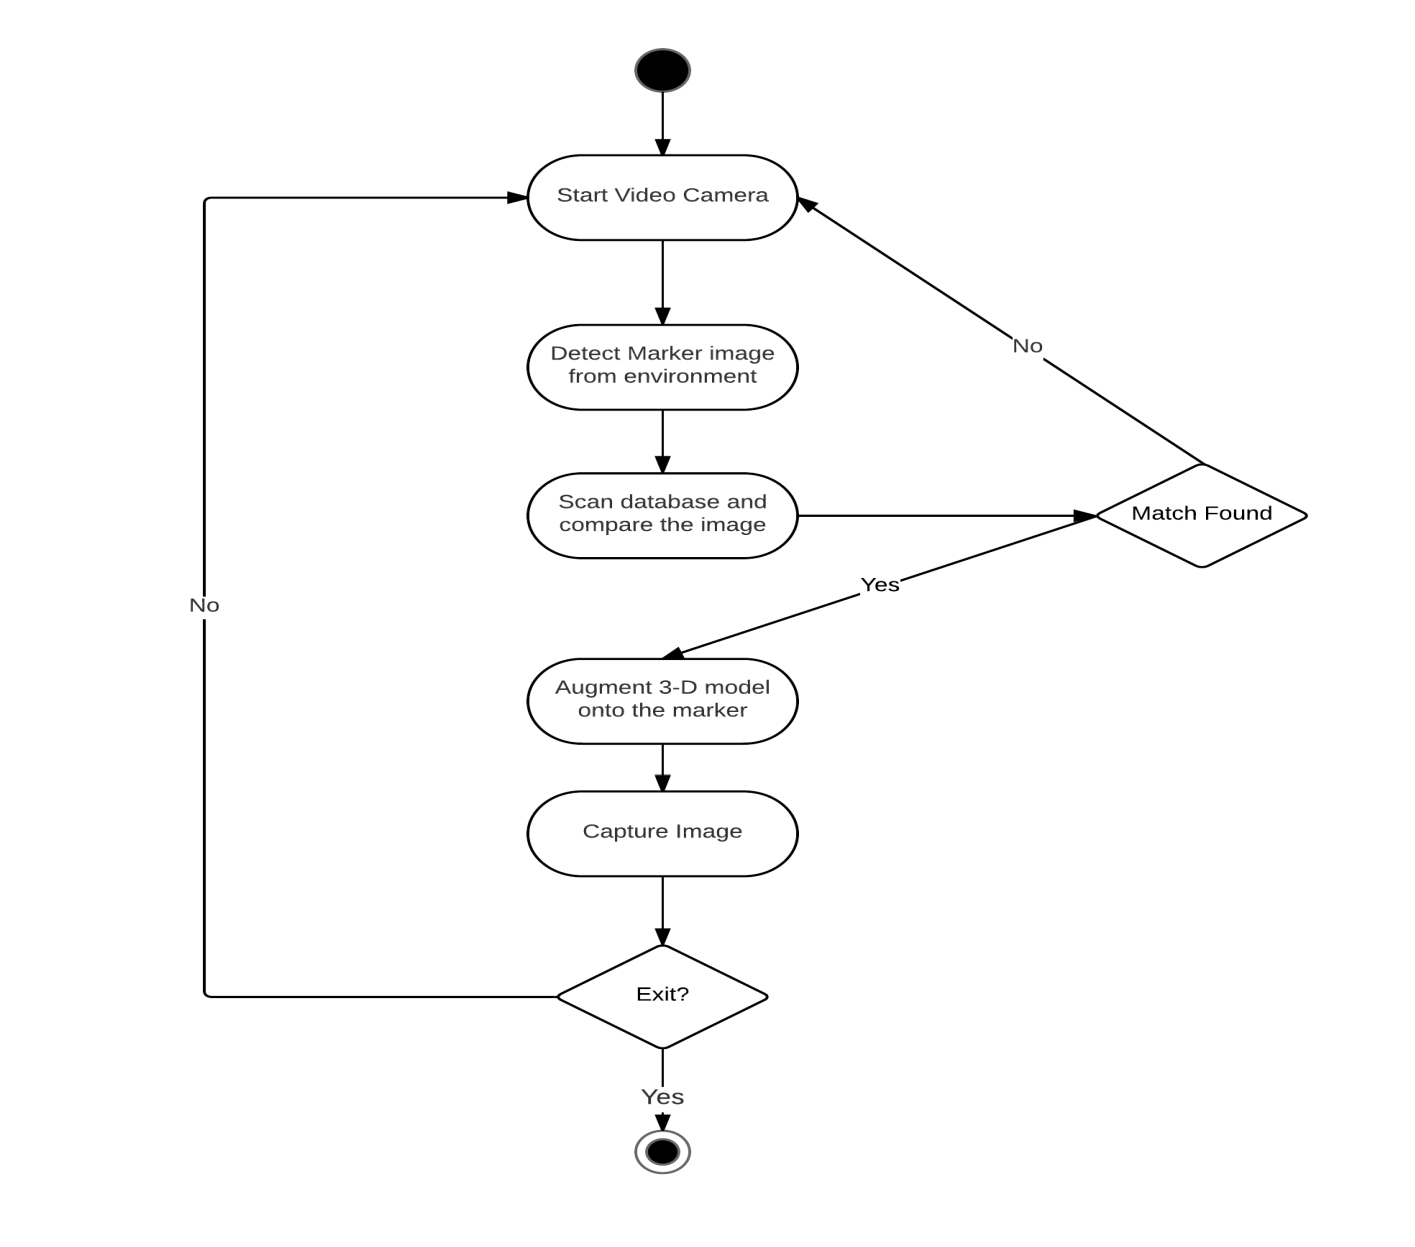 Start Video Camera
Detect Marker image
from environment
No
Scan database and
compare the image
Match Found
Yes
No
Augment 3-D model
onto the marker
Capture Image
Exit?
Yes